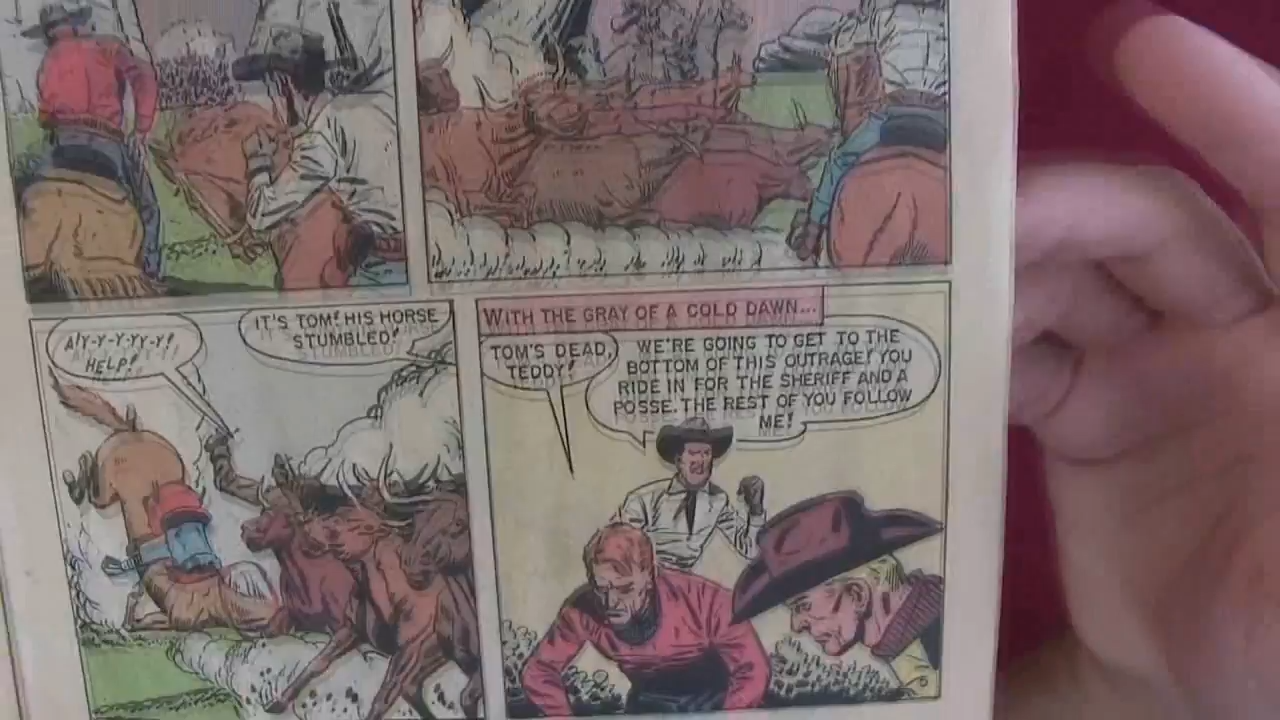 A!Y-Y-Y-YY-Y!
HELP!
IT'S TOM! HIS HORSE
STUMBLED!
WITH THE GRAY OF A COLD DAWN...
TOM'S DEAD,
TEDDY!
WE'RE GOING TO GET TO THE
BOTTOM OF THIS OUTRAGE! YOU
RIDE IN FOR THE SHERIFF AND A
POSSE. THE REST OF YOU FOLLOW
ME!